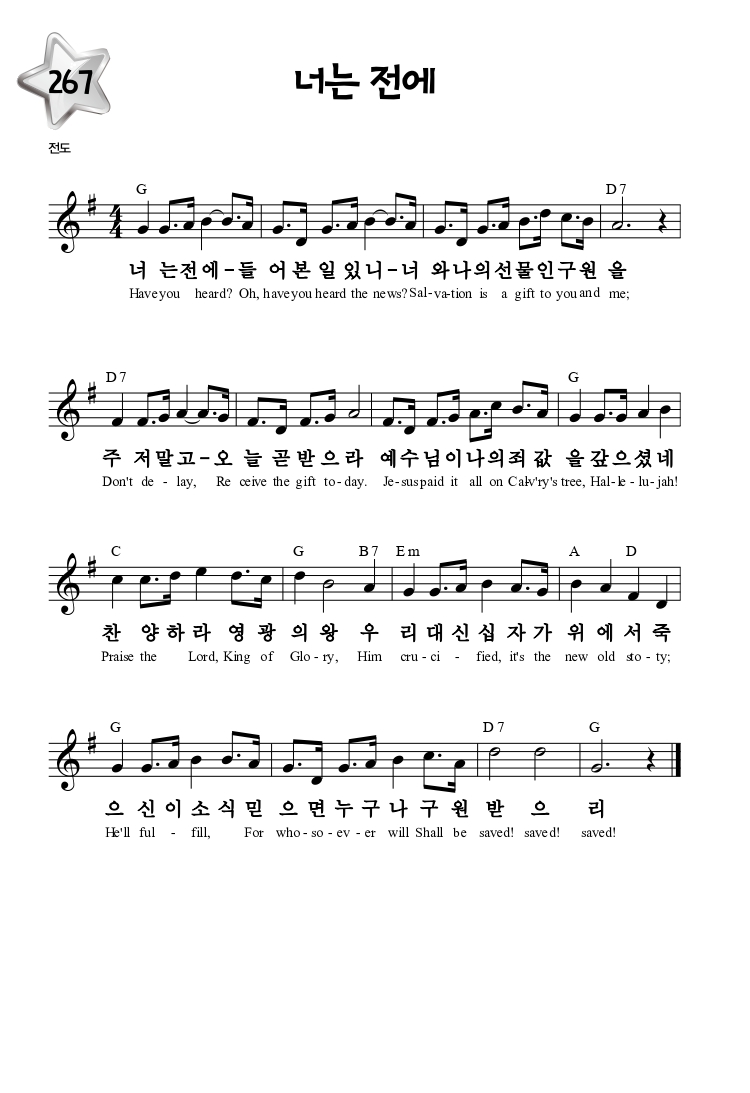 267
너는 전에
전도
G D7
너 는전에-들 어본 일있니-너 와나의선물인구원 을
Have you heard? Oh, have you heard the news? Sal-va-tion is a gift to you and me;
D7 G
주 저말고-오 늘 곧받으라 예수님이나의죄 값 을갚으셨네
Don't de - lay, Re ceive the gift to-day. Je-sus paid it all on Cal-v'ry's tree, Hal-le-lu-jah!
C G B7 Em A D
찬 양하라 영광 의왕 우 리대신십 자가 위에서죽
Praise the Lord, King of Glo - ry, Him cru - ci - fied, it's the new old sto - ty;
G D7 G
으 신이소식믿 으면누구나구원 받 으 리
He'll ful - fill, For who - so - ev - er will Shall be saved! saved! saved!